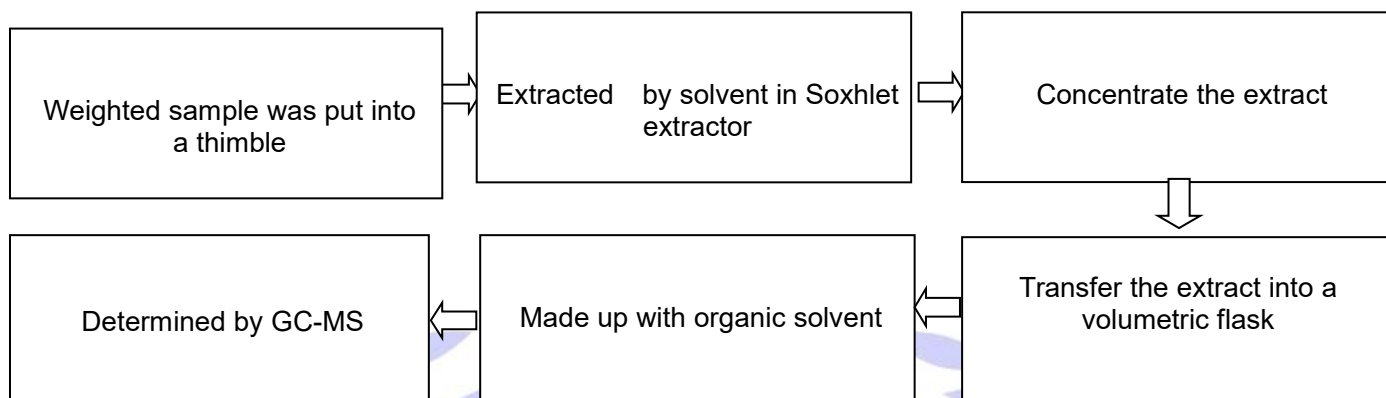 Weighted sample was put into
a thimble
Extracted by solvent in Soxhlet
extractor
Concentrate the extract
Transfer the extract into a
volumetric flask
Made up with organic solvent
Determined by GC-MS